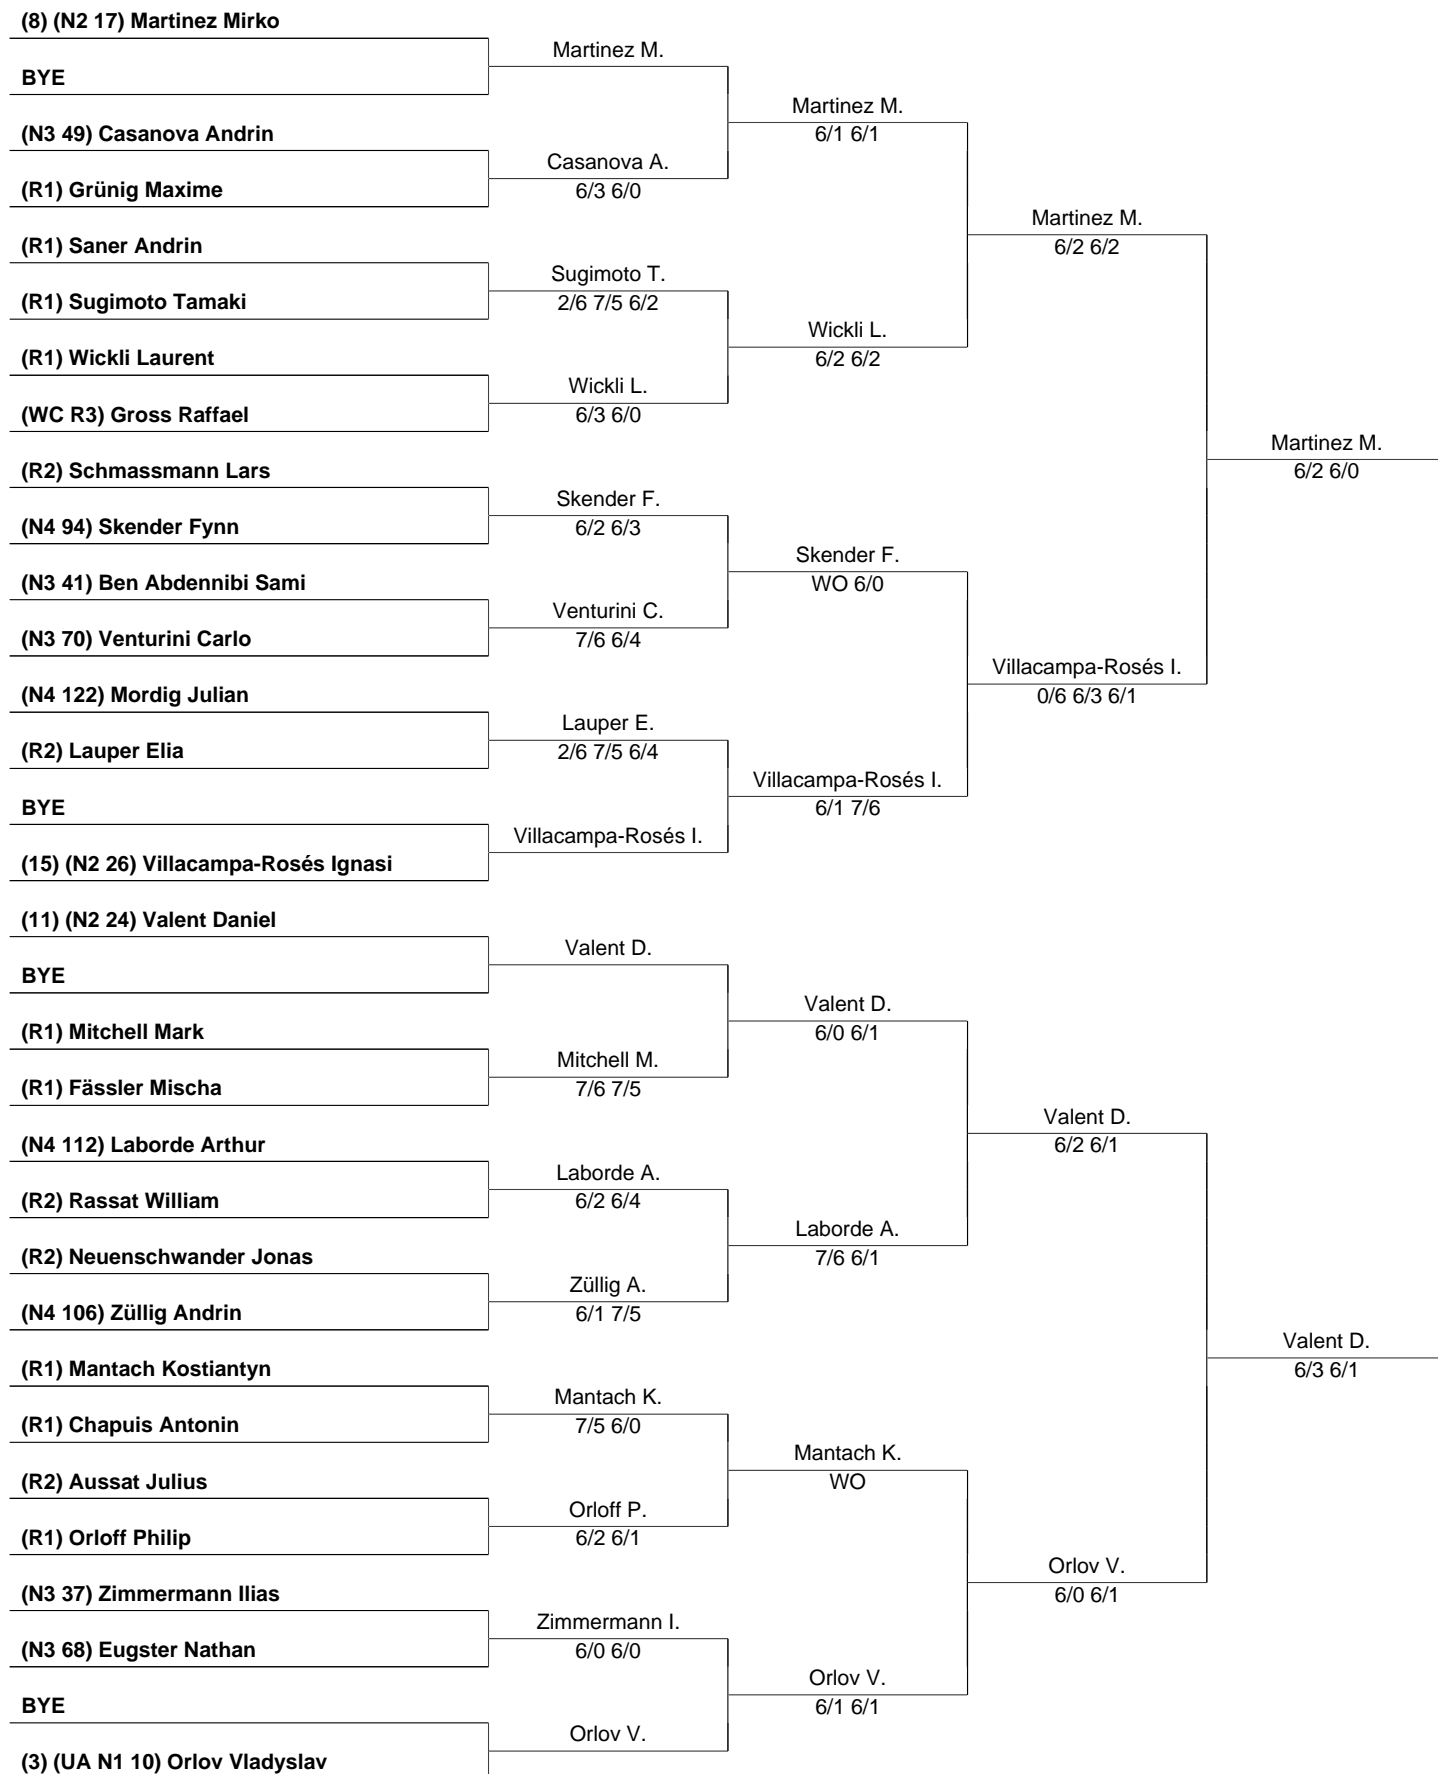 (8) (N2 17) Martinez Mirko
Martinez M.
BYE
Martinez M.
6/1 6/1
(N3 49) Casanova Andrin
Casanova A.
6/3 6/0
(R1) Grünig Maxime
Martinez M.
6/2 6/2
(R1) Saner Andrin
Sugimoto T.
2/6 7/5 6/2
(R1) Sugimoto Tamaki
Wickli L.
6/2 6/2
(R1) Wickli Laurent
Wickli L.
6/3 6/0
(WC R3) Gross Raffael
Martinez M.
6/2 6/0
(R2) Schmassmann Lars
Skender F.
6/2 6/3
(N4 94) Skender Fynn
Skender F.
WO 6/0
(N3 41) Ben Abdennibi Sami
Venturini C.
7/6 6/4
(N3 70) Venturini Carlo
Villacampa-Rosés I.
0/6 6/3 6/1
(N4 122) Mordig Julian
Lauper E.
2/6 7/5 6/4
(R2) Lauper Elia
Villacampa-Rosés I.
6/1 7/6
BYE
Villacampa-Rosés I.
(15) (N2 26) Villacampa-Rosés Ignasi
(11) (N2 24) Valent Daniel
Valent D.
BYE
Valent D.
6/0 6/1
(R1) Mitchell Mark
Mitchell M.
7/6 7/5
(R1) Fässler Mischa
Valent D.
6/2 6/1
(N4 112) Laborde Arthur
Laborde A.
6/2 6/4
(R2) Rassat William
Laborde A.
7/6 6/1
(R2) Neuenschwander Jonas
Züllig A.
6/1 7/5
(N4 106) Züllig Andrin
Valent D.
6/3 6/1
(R1) Mantach Kostiantyn
Mantach K.
7/5 6/0
(R1) Chapuis Antonin
Mantach K.
WO
(R2) Aussat Julius
Orloff P.
6/2 6/1
(R1) Orloff Philip
Orlov V.
6/0 6/1
(N3 37) Zimmermann Ilias
Zimmermann I.
6/0 6/0
(N3 68) Eugster Nathan
Orlov V.
6/1 6/1
BYE
Orlov V.
(3) (UA N1 10) Orlov Vladyslav